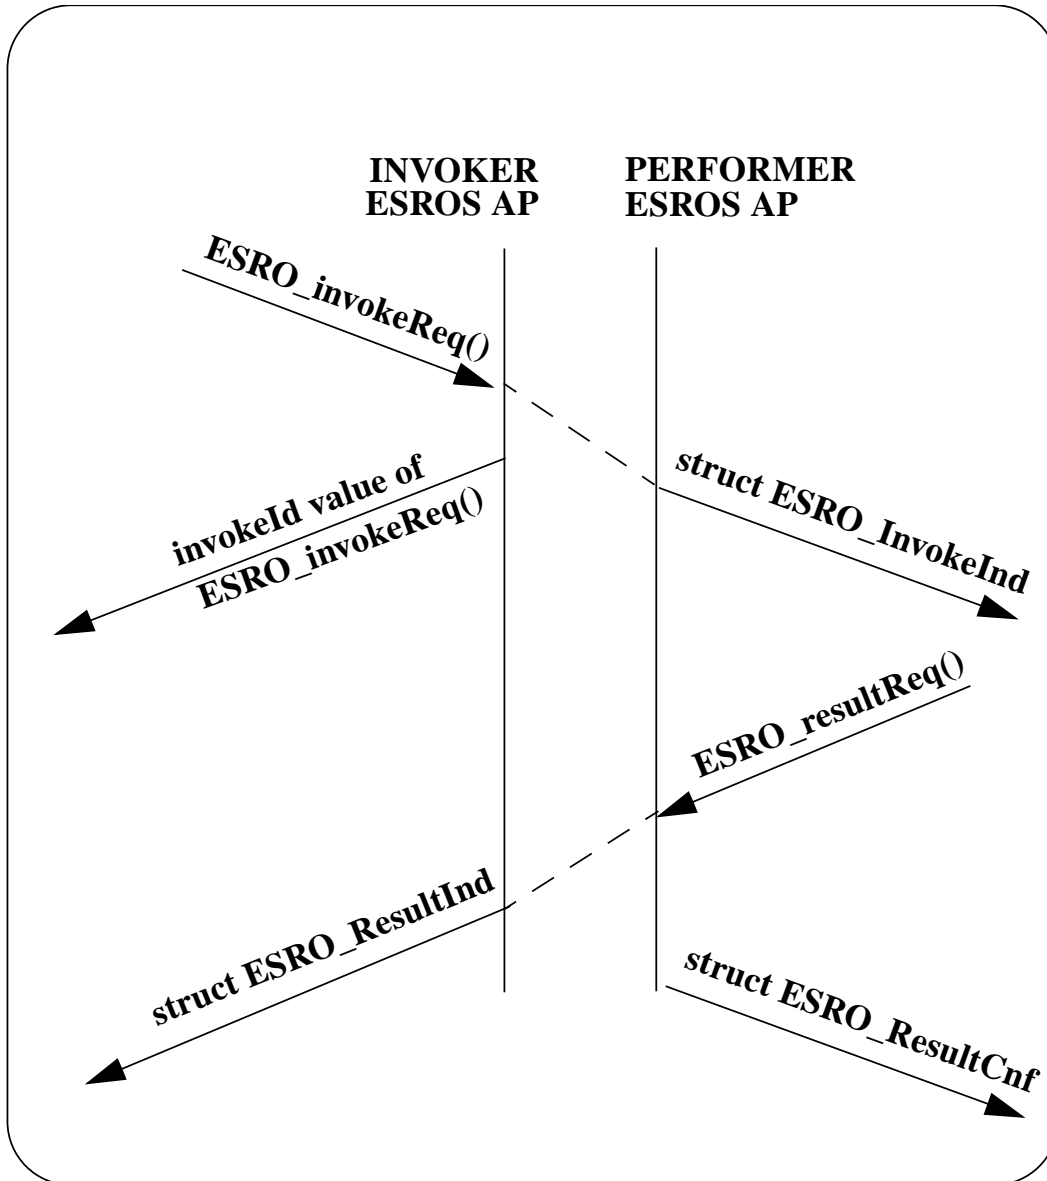 INVOKER
ESROS AP
PERFORMER
ESROS AP
ESRO_invokeReq()
invokeId value of
ESRO_invokeReq()
struct ESRO_InvokeInd
ESRO_resultReq()
struct ESRO_ResultInd
struct ESRO_ResultCnf